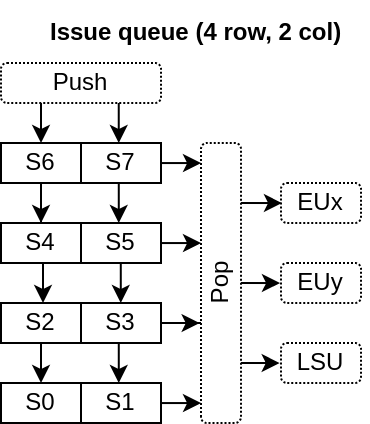 Issue queue (4 row, 2 col)
Push
S6 S7
S4 S5
S2 S3
S0 S1
Pop
EUx
EUy
LSU